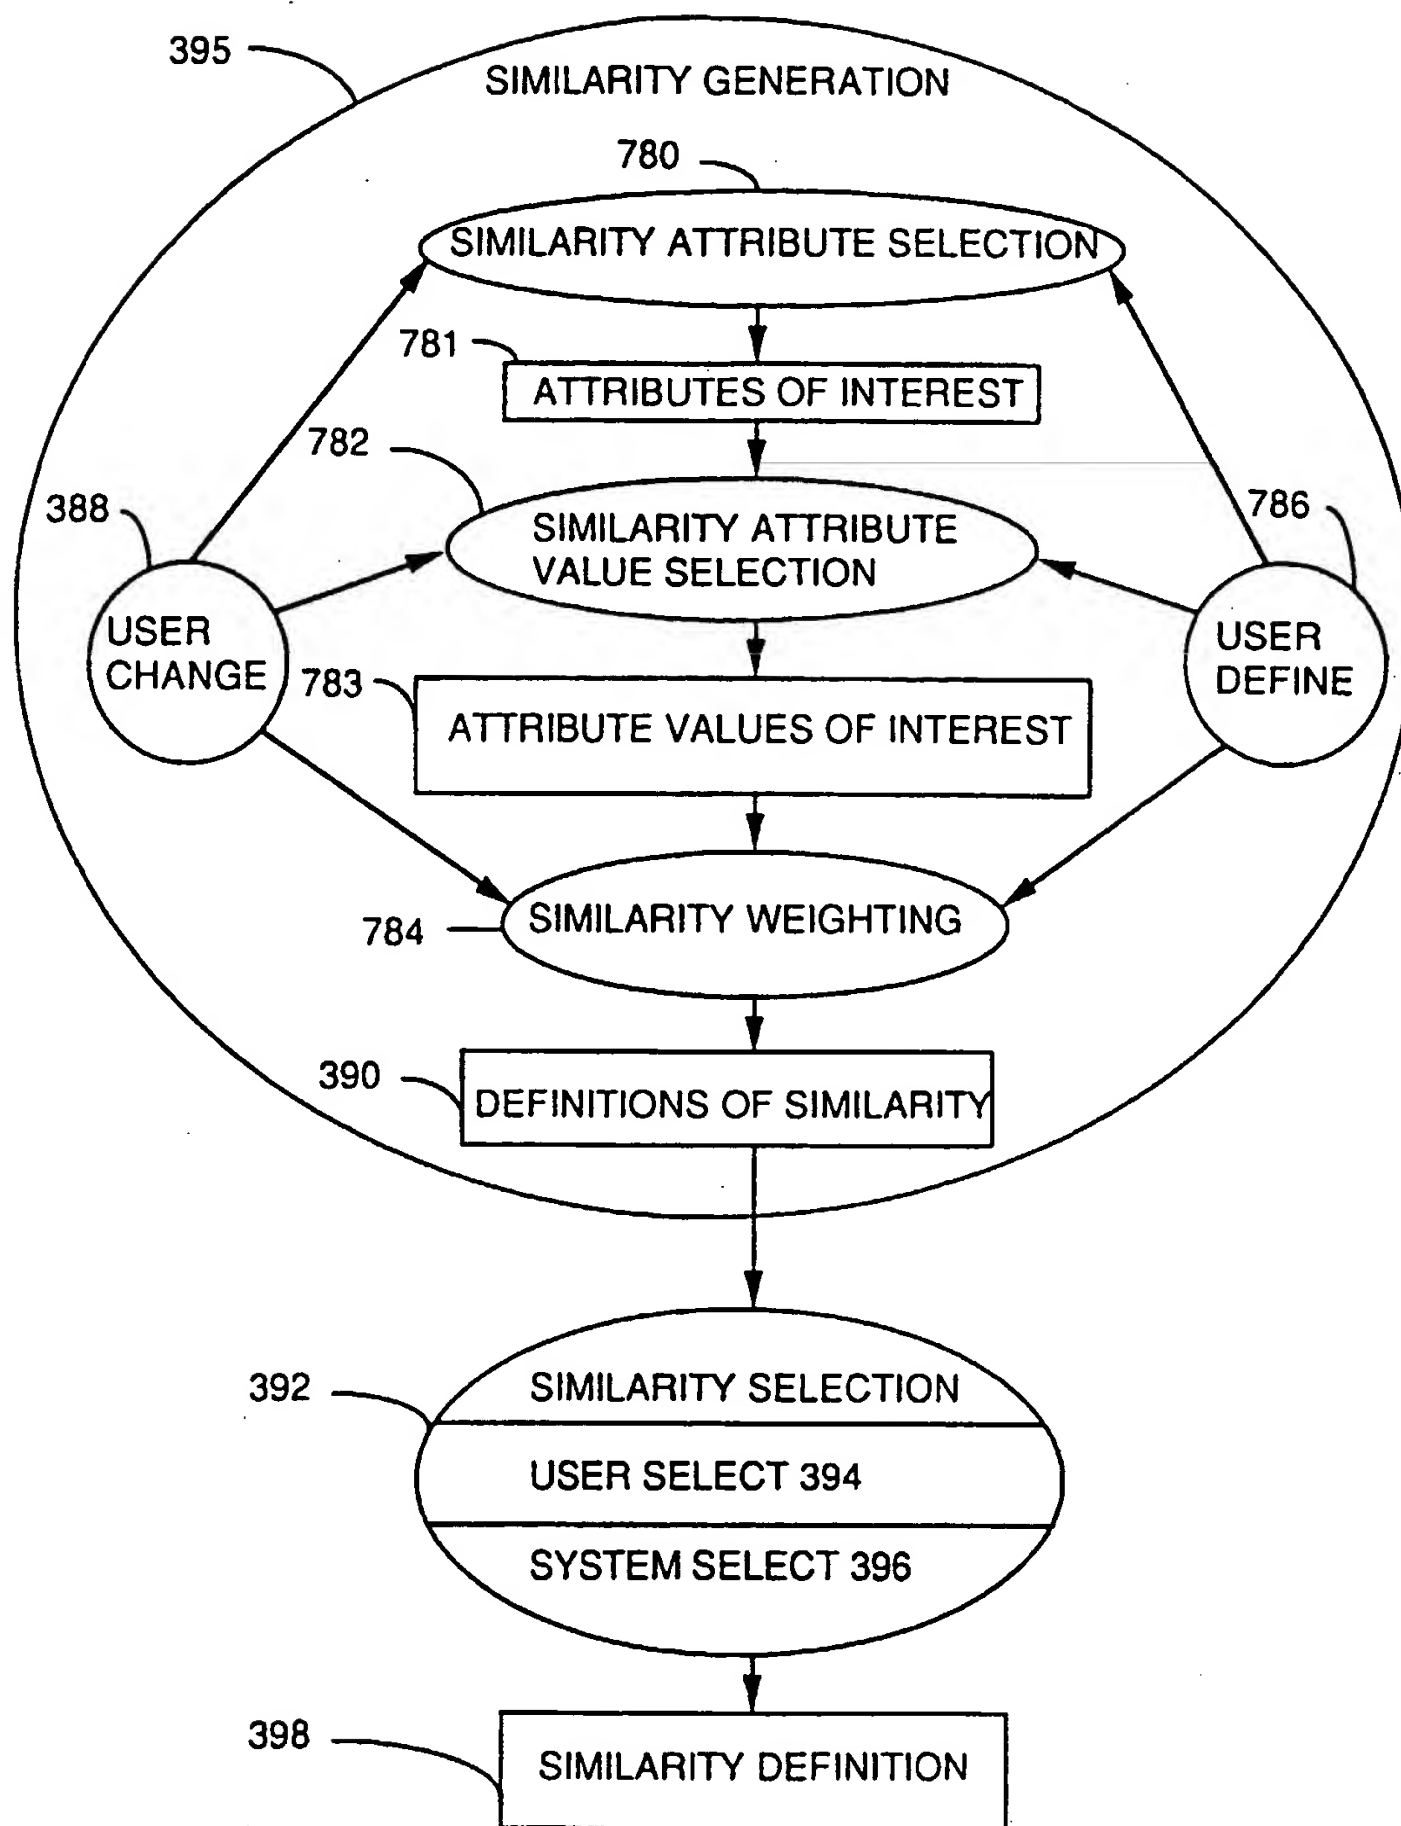 395
SIMILARITY GENERATION
780
SIMILARITY ATTRIBUTE SELECTION
781
ATTRIBUTES OF INTEREST
782
388
SIMILARITY ATTRIBUTE
VALUE SELECTION
786
USER
CHANGE
USER
DEFINE
783
ATTRIBUTE VALUES OF INTEREST
784
SIMILARITY WEIGHTING
390
DEFINITIONS OF SIMILARITY
392
SIMILARITY SELECTION
USER SELECT 394
SYSTEM SELECT 396
398
SIMILARITY DEFINITION